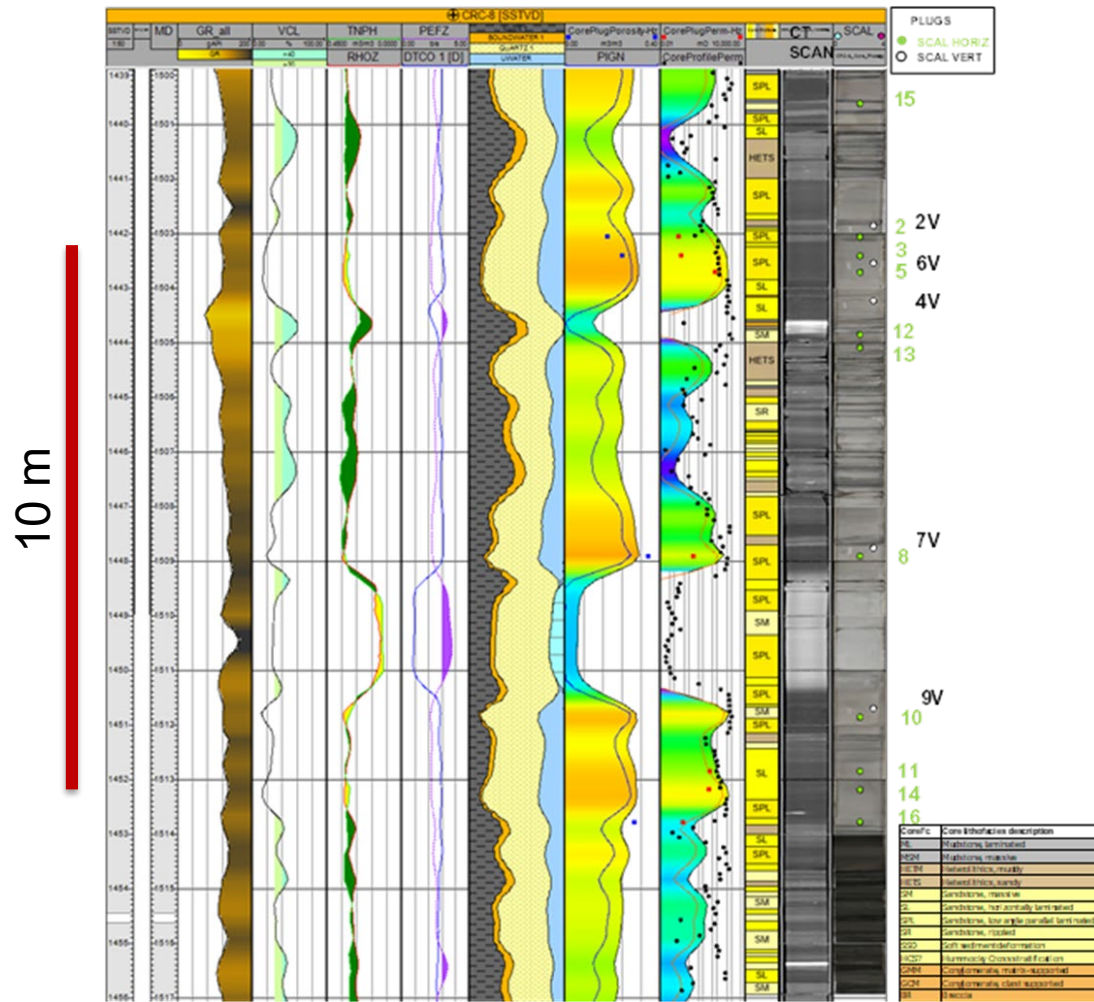 CRC-8 [SSTVD]
SSTVD
MD
GR_all
VCL
TNPH
PEFZ
BOUNDWATER 1
CorePlugPorosity-Hz
CorePlugPerm-Hz
CT
SCAL
1:50
GR
RHOZ
DTCO 1 [D]
QUARTZ 1
UWATER
PIGN
CoreProfilePerm
SCAN
PLUGS
SCAL HORIZ
SCAL VERT
10 m
1439
1440
1441
1442
1443
1444
1445
1446
1447
1448
1449
1450
1451
1452
1453
1454
1455
1456
1500
1501
1502
1503
1504
1505
1506
1507
1508
1509
1510
1511
1512
1513
1514
1515
1516
1517
SPL
SPL
SL
HETS
SPL
SPL
SPL
SL
SL
SM
HETS
SR
SPL
SPL
SPL
SM
SPL
SPL
SM
SPL
SL
SPL
SL
SPL
SM
SM
SL
SM
15
2
2V
3
5
6V
4V
12
13
7V
8
9V
10
11
14
16
Core lithofacies description
ML Mudstone, laminated
MSM Mudstone, massive
HETM Heterolithics, muddy
HETS Heterolithics, sandy
SM Sandstone, massive
SL Sandstone, horizontally laminated
SPL Sandstone, low angle parallel laminated
SR Sandstone, rippled
SSD Soft sediment deformation
HCS? Hummocky Cross stratification
GMM Conglomerate, matrix-supported
GCM Conglomerate, clast supported
BR Breccia